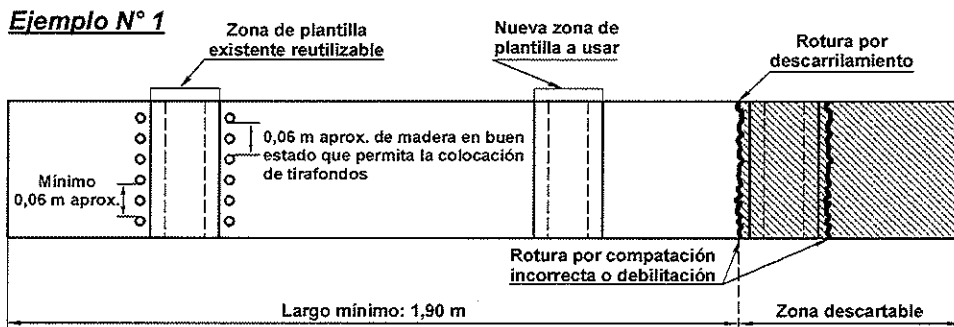 Ejemplo N° 1
Zona de plantilla
existente reutilizable
Nueva zona de
plantilla a usar
Rotura por
descarrilamiento
0,06 m aprox. de madera en buen
estado que permita la colocación
de tirafondos
Mínimo
0,06 m aprox.
Rotura por compatación
incorrecta o debilitación
Largo mínimo: 1,90 m
Zona descartable